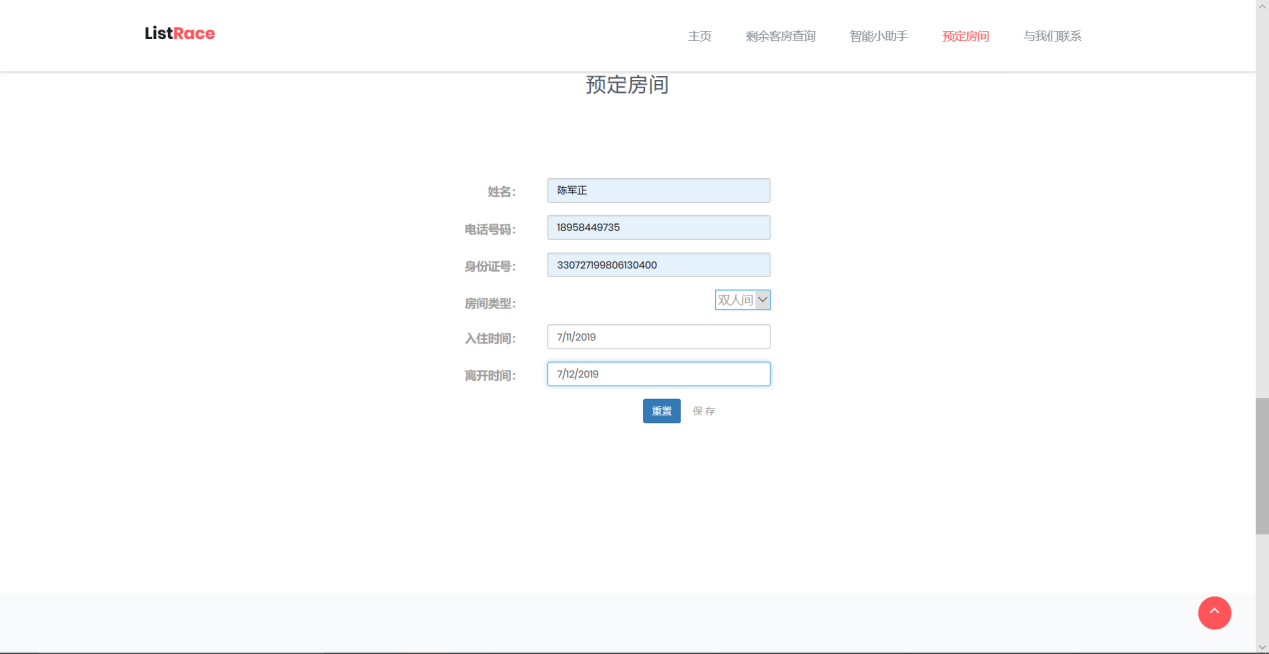 ListRace
主页 剩余客房查询 智能小助手 预定房间 与我们联系
预定房间
姓名： 陈军正
电话号码： 18958449735
身份证号： 330727199806130400
房间类型： 双人间
入住时间： 7/11/2019
离开时间： 7/12/2019
重置 保存